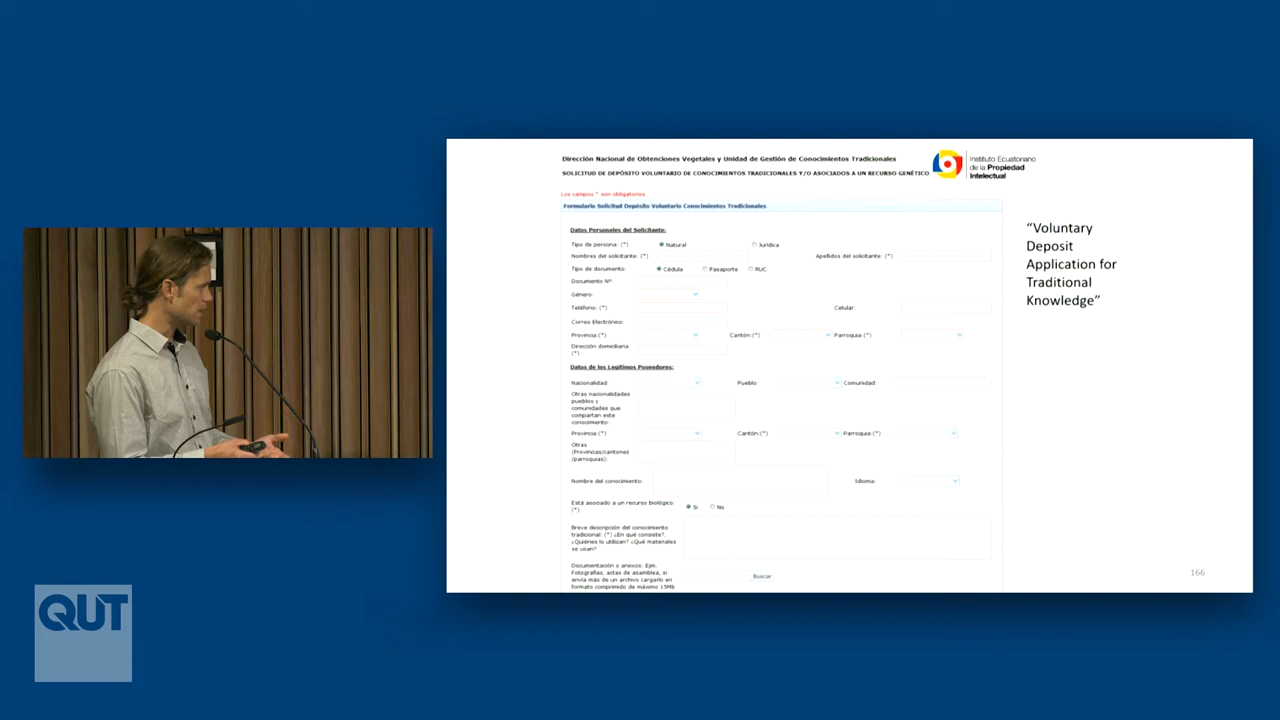 Dirección Nacional de Obtenciones Vegetales y Unidad de Gestión de Conocimientos Tradicionales
SOLICITUD DE DEPÓSITO VOLUNTARIO DE CONOCIMIENTOS TRADICIONALES Y/O ASOCIADOS A UN RECURSO GENÉTICO
Instituto Ecuatoriano
de la Propiedad
Intelectual
Los campos * son obligatorios
Formulario Solicitud Depósito Voluntario Conocimientos Tradicionales
Datos Personales del Solicitante:
Tipo de persona: (*) Natural Jurídica
Nombres del solicitante: (*) Apellidos del solicitante: (*)
Tipo de documento: Cédula Pasaporte RUC
Documento Nº:
Género:
Teléfono: (*) Celular:
Correo Electrónico:
Provincia:(*) Cantón:(*) Parroquia:(*)
Dirección domiciliaria:
(*)
Datos de los Legítimos Poseedores:
Nacionalidad: Pueblo: Comunidad:
Otras nacionalidades
pueblos y
comunidades que
compartan este
conocimiento:
Provincia:(*) Cantón:(*) Parroquia:(*)
Otras
(Provincias/cantones
/parroquias):
Nombre del conocimiento: Idioma:
Está asociado a un recurso biológico:
(*) Si No
Breve descripción del conocimiento
tradicional: (*) ¿En qué consiste?,
¿Quiénes lo utilizan? ¿Qué materiales
se usan?
Documentación o anexos: Ejm.
Fotografías, actas de asamblea, si
envía más de un archivo cargarlo en
formato comprimido de máximo 15Mb
Buscar
“Voluntary
Deposit
Application for
Traditional
Knowledge”
166
QUT